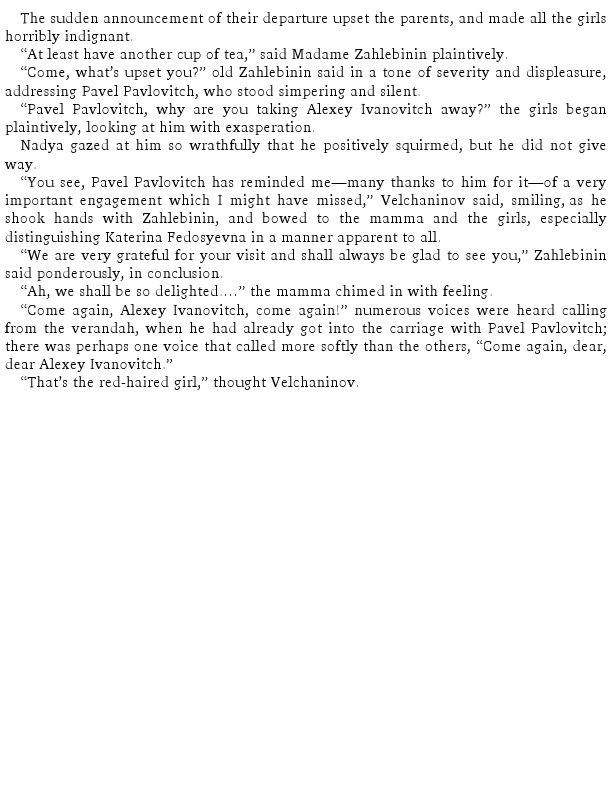 The sudden announcement of their departure upset the parents, and made all the girls
horribly indignant.
“At least have another cup of tea,” said Madame Zahlebinin plaintively.
“Come, what’s upset you?” old Zahlebinin said in a tone of severity and displeasure,
addressing Pavel Pavlovitch, who stood simpering and silent.
“Pavel Pavlovitch, why are you taking Alexey Ivanovitch away?” the girls began
plaintively, looking at him with exasperation.
Nadya gazed at him so wrathfully that he positively squirmed, but he did not give
way.
“You see, Pavel Pavlovitch has reminded me—many thanks to him for it—of a very
important engagement which I might have missed,” Velchaninov said, smiling, as he
shook hands with Zahlebinin, and bowed to the mamma and the girls, especially
distinguishing Katerina Fedosyevna in a manner apparent to all.
“We are very grateful for your visit and shall always be glad to see you,” Zahlebinin
said ponderously, in conclusion.
“Ah, we shall be so delighted....” the mamma chimed in with feeling.
“Come again, Alexey Ivanovitch, come again!” numerous voices were heard calling
from the verandah, when he had already got into the carriage with Pavel Pavlovitch;
there was perhaps one voice that called more softly than the others, “Come again, dear,
dear Alexey Ivanovitch.”
“That’s the red-haired girl,” thought Velchaninov.